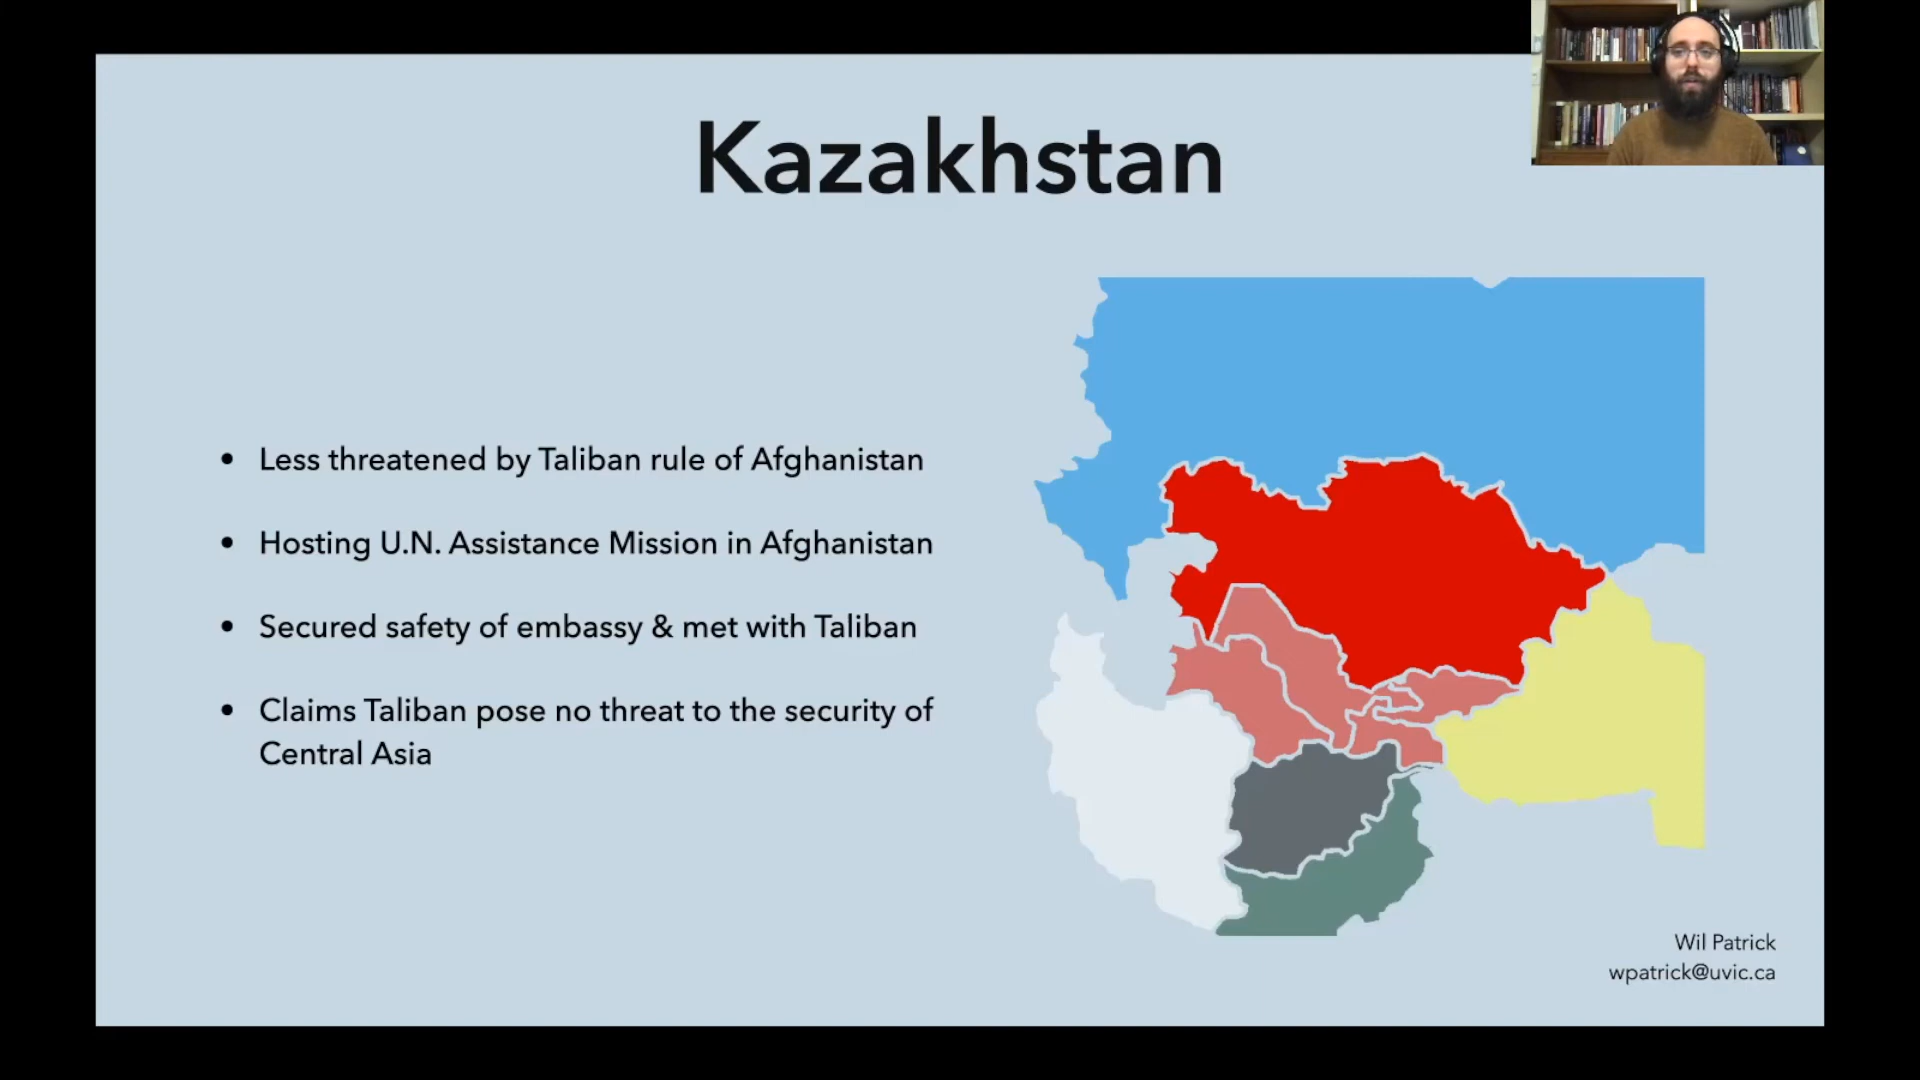 Kazakhstan
• Less threatened by Taliban rule of Afghanistan
• Hosting U.N. Assistance Mission in Afghanistan
• Secured safety of embassy & met with Taliban
• Claims Taliban pose no threat to the security of
Central Asia
Wil Patrick
wpatrick@uvic.ca